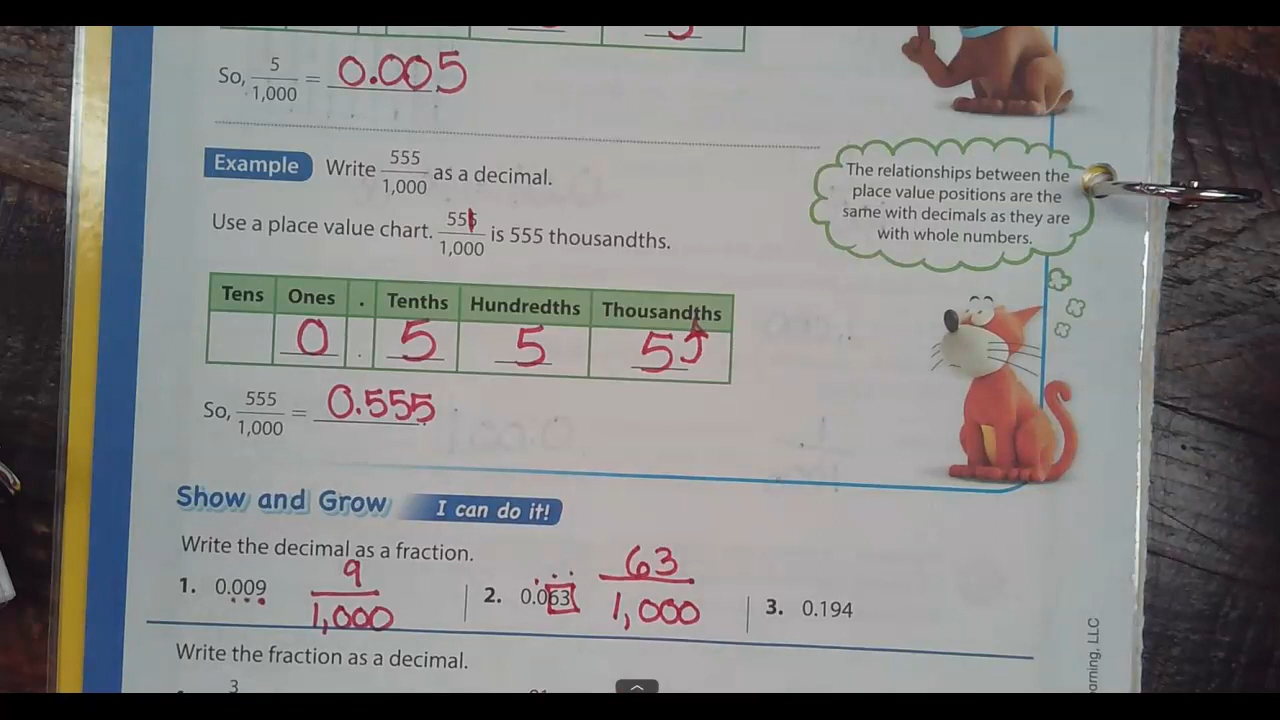 So, 5/1,000 = 0.005
Example Write 555/1,000 as a decimal.
Use a place value chart. 555/1,000 is 555 thousandths.
The relationships between the
place value positions are the
same with decimals as they are
with whole numbers.
Tens Ones . Tenths Hundredths Thousandths
0 . 5 5 5
So, 555/1,000 = 0.555
Show and Grow I can do it!
Write the decimal as a fraction.
1. 0.009 9/1,000 2. 0.063 63/1,000 3. 0.194
Write the fraction as a decimal.
3
LLC